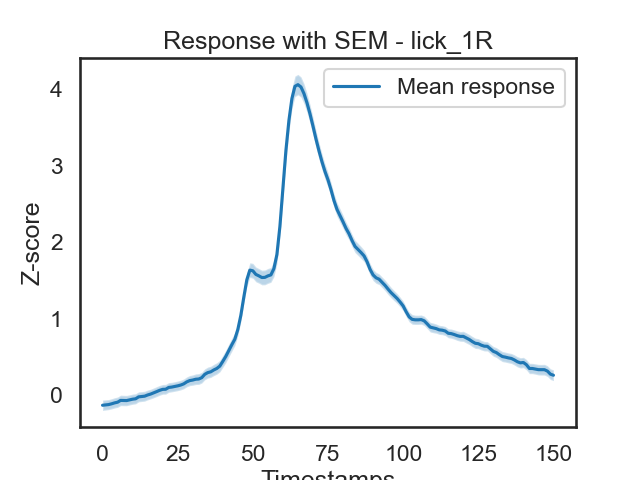 Response with SEM - lick_1R
Mean response
Z-score
4
3
2
1
0
0 25 50 75 100 125 150
Timestamps